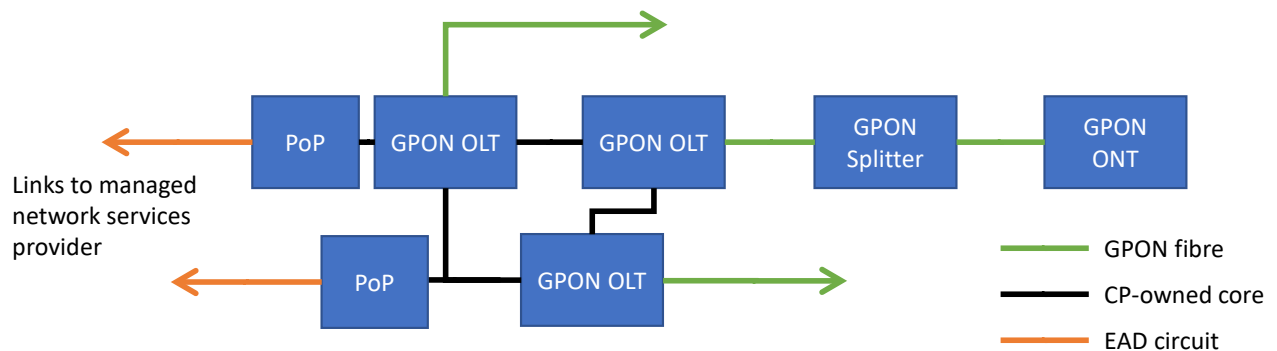 PoP
GPON OLT
GPON OLT
GPON
Splitter
GPON
ONT
Links to managed
network services
provider
PoP
GPON OLT
GPON fibre
CP-owned core
EAD circuit